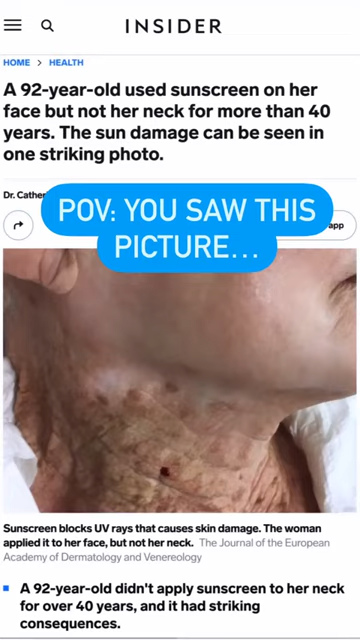 INSIDER
HOME > HEALTH
A 92-year-old used sunscreen on her
face but not her neck for more than 40
years. The sun damage can be seen in
one striking photo.
Dr. Cather
POV: YOU SAW THIS
PICTURE...
app
Sunscreen blocks UV rays that causes skin damage. The woman
applied it to her face, but not her neck. The Journal of the European
Academy of Dermatology and Venereology
A 92-year-old didn't apply sunscreen to her neck
for over 40 years, and it had striking
consequences.